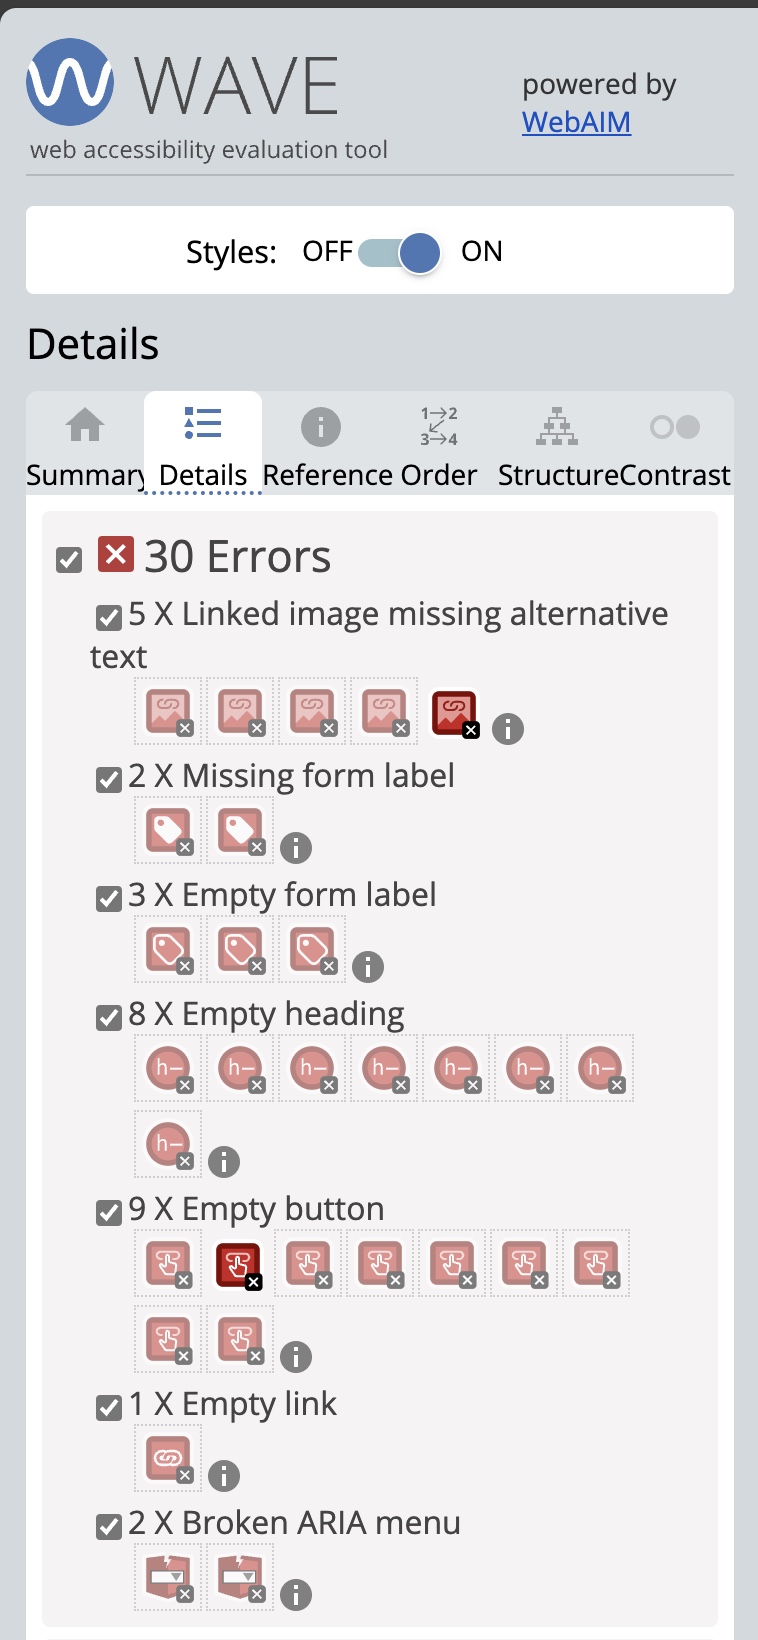 WAVE
web accessibility evaluation tool
powered by
WebAIM
Styles: OFF ON
Details
Summary Details Reference Order Structure Contrast
30 Errors
5 X Linked image missing alternative
text
2 X Missing form label
3 X Empty form label
8 X Empty heading
9 X Empty button
1 X Empty link
2 X Broken ARIA menu